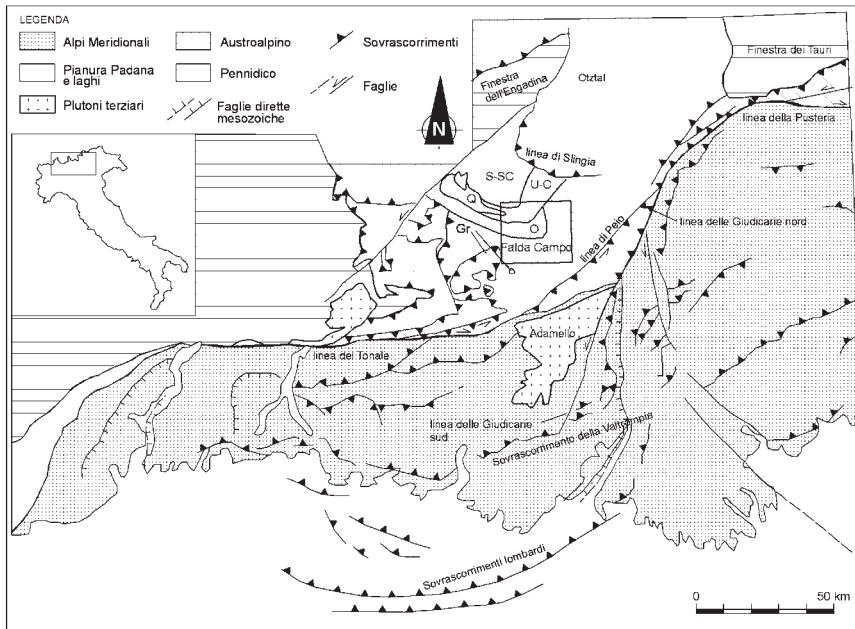 LEGENDA
Alpi Meridionali
Austroalpino
Sovrascorrimenti
Pianura Padana
e laghi
Pennidico
Faglie
Plutoni terziari
Faglie dirette
mesozoiche
N
Finestra
dell'Engadina
Otztal
Finestra dei Tauri
linea della Pusteria
linea di Slingia
S-SC
U-C
Q
O
Gr
Falda Campo
linea di Peio
linea delle Giudicarie nord
Adamello
linea del Tonale
linea delle Giudicarie
sud
Sovrascorrimento della Valtrompia
Sovrascorrimenti lombardi
0
50 km